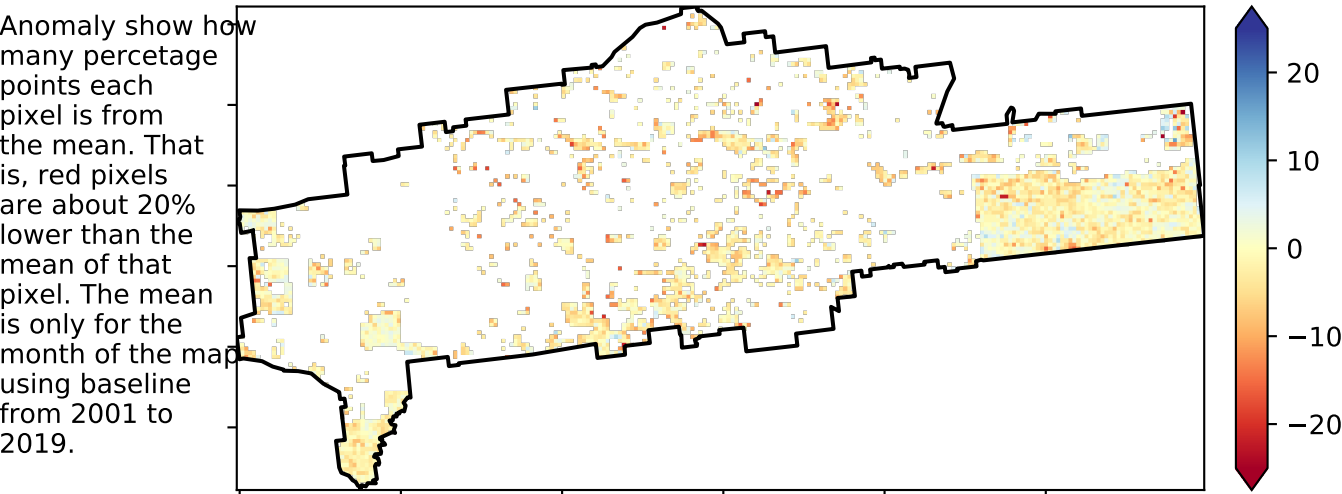 Anomaly show how
many percetage
points each
pixel is from
the mean. That
is, red pixels
are about 20%
lower than the
mean of that
pixel. The mean
is only for the
month of the map
using baseline
from 2001 to
2019.
20
10
0
−10
−20